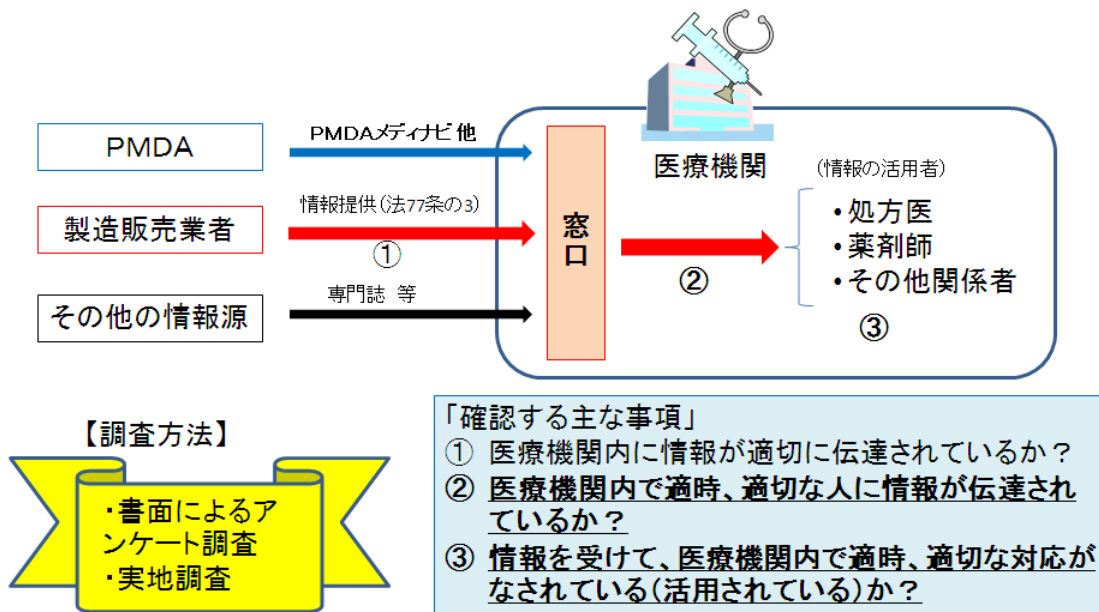 PMDA
PMDAメディナビ 他
製造販売業者
情報提供(法77条の3)
①
その他の情報源
専門誌 等
窓口
医療機関
②
(情報の活用者)
・処方医
・薬剤師
・その他関係者
③
【調査方法】
・書面によるア
ンケート調査
・実地調査
「確認する主な事項」
① 医療機関内に情報が適切に伝達されているか？
② 医療機関内で適時、適切な人に情報が伝達され
ているか？
③ 情報を受けて、医療機関内で適時、適切な対応が
なされている(活用されている)か？